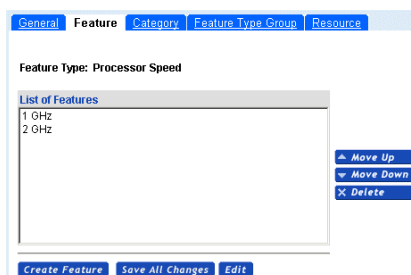 General Feature Category Feature Type Group Resource
Feature Type: Processor Speed
List of Features
1 GHz
2 GHz
Move Up
Move Down
Delete
Create Feature Save All Changes Edit